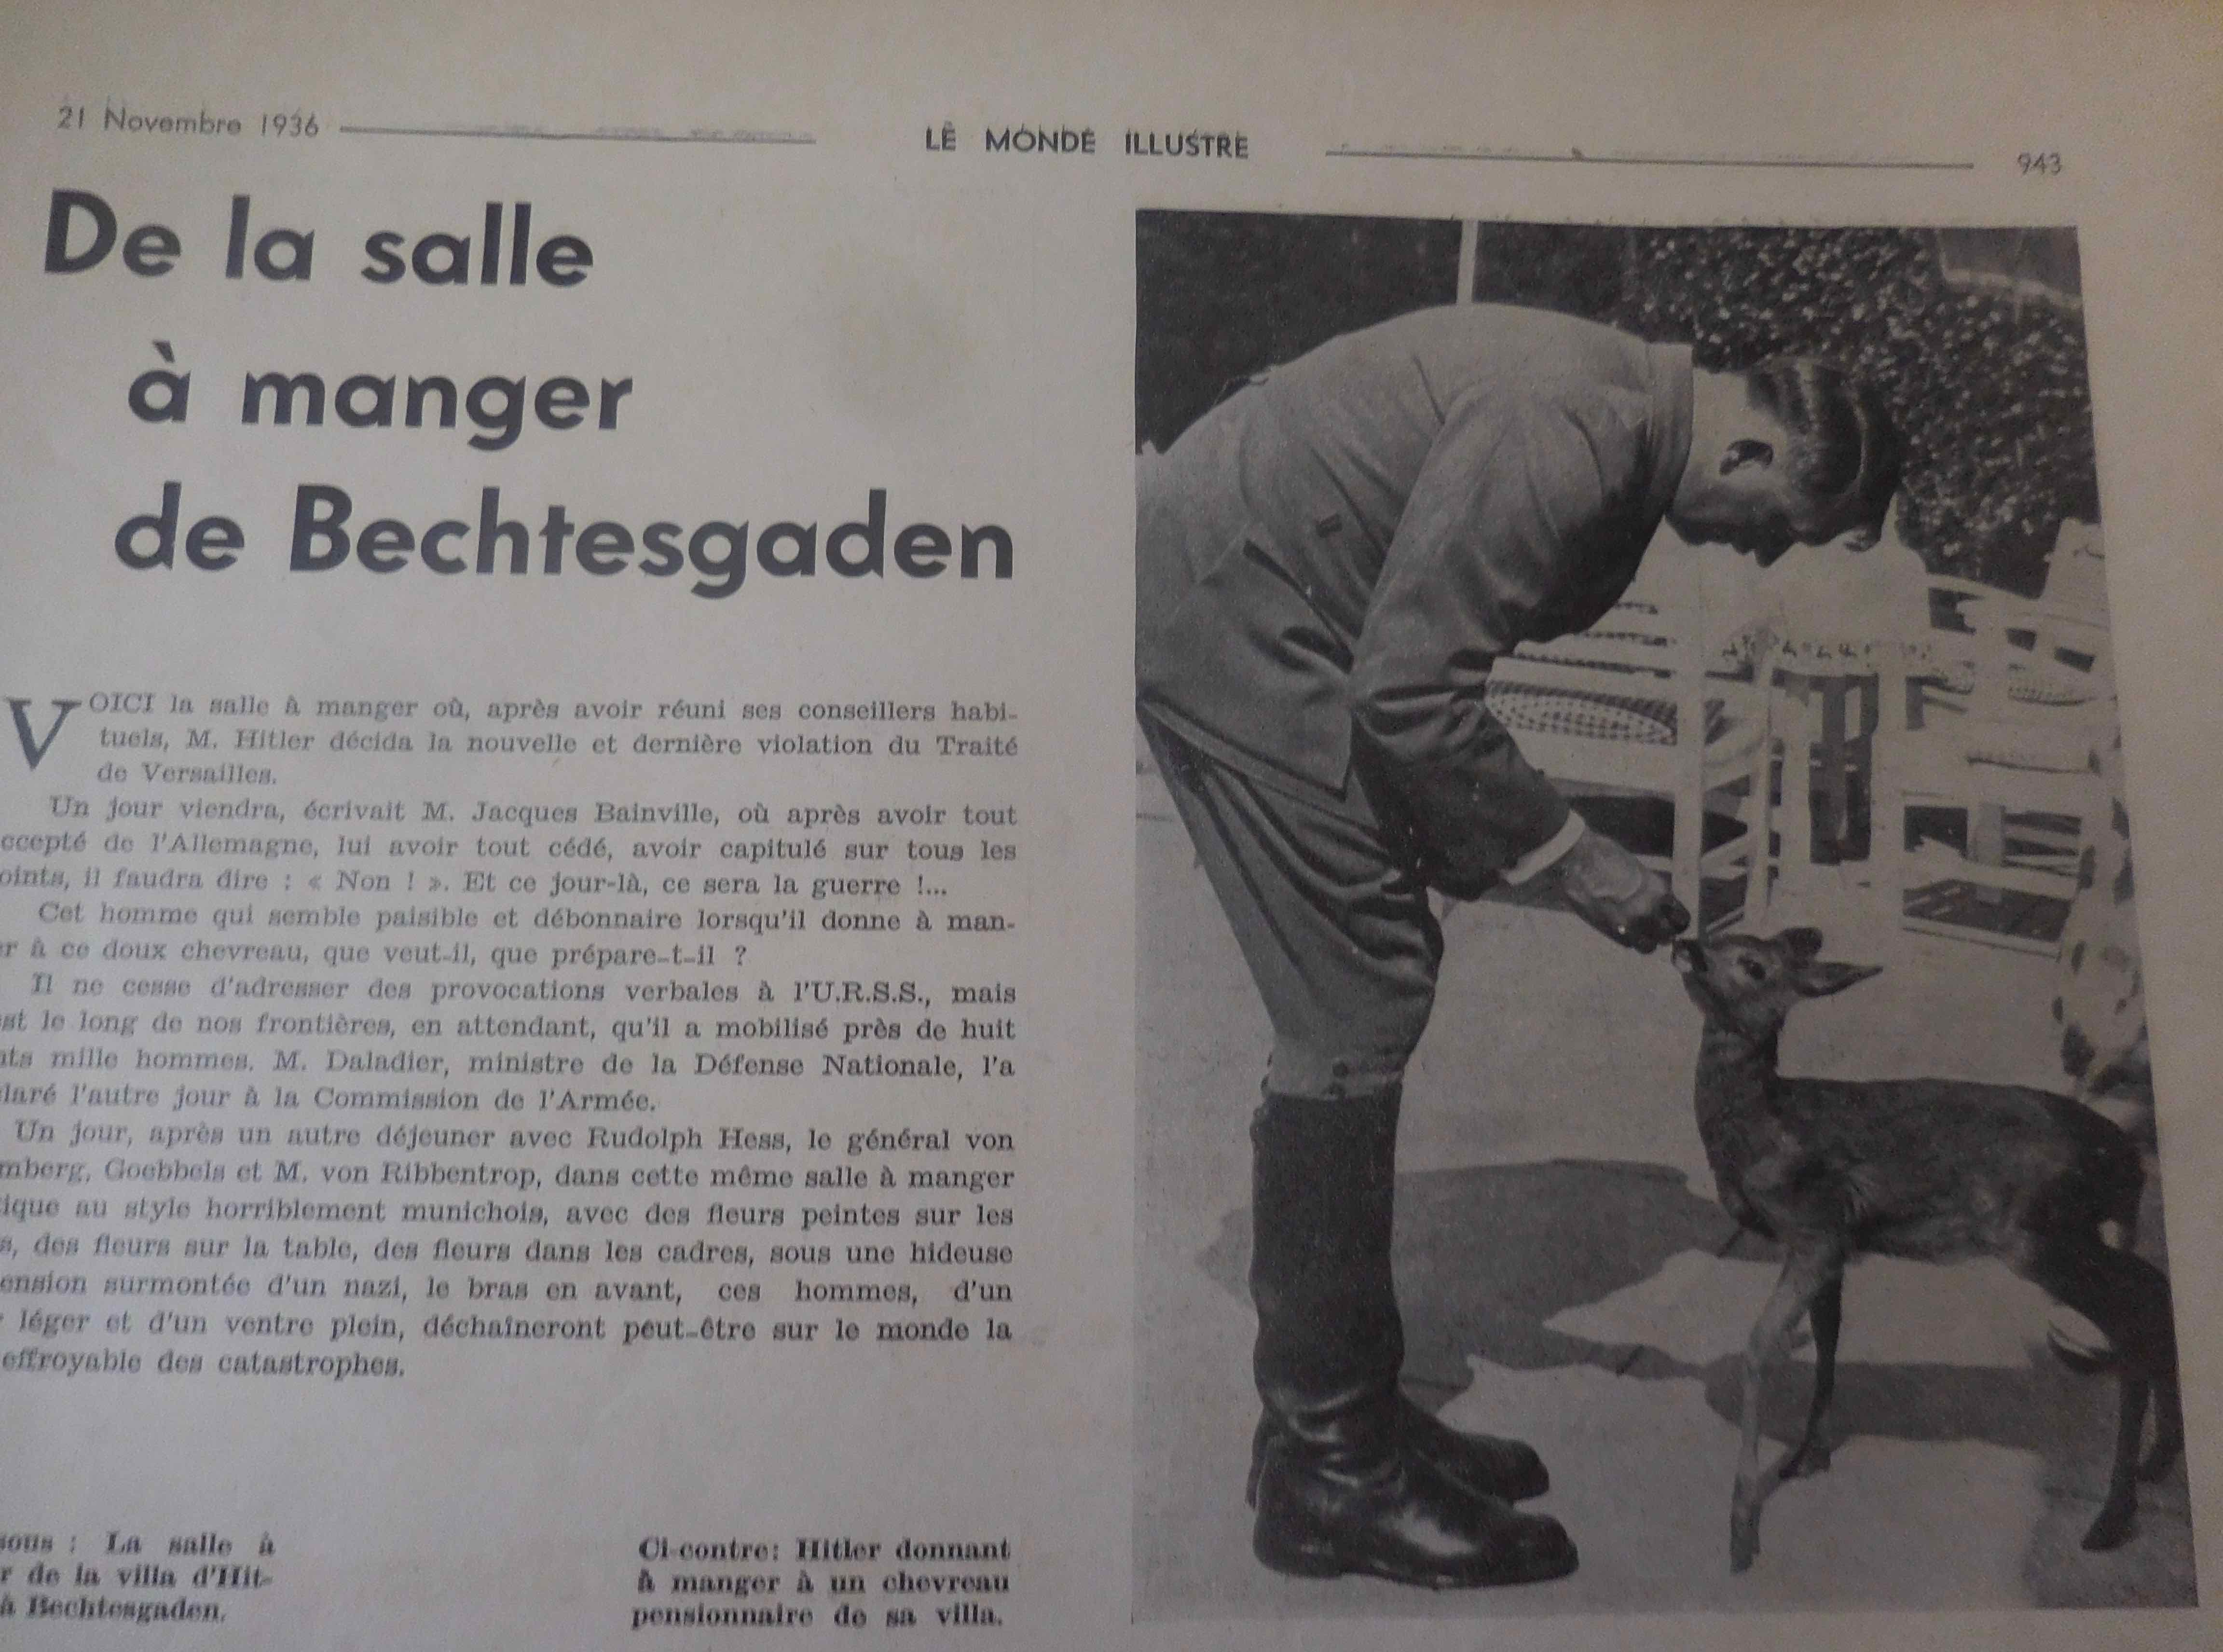 21 Novembre 1936
LE MONDE ILLUSTRE
943
De la salle
à manger
de Bechtesgaden
VOICI la salle à manger où, après avoir réuni ses conseillers habi-
tuels, M. Hitler décida la nouvelle et dernière violation du Traité
de Versailles.
Un jour viendra, écrivait M. Jacques Bainville, où après avoir tout
ccepté de l'Allemagne, lui avoir tout cédé, avoir capitulé sur tous les
oints, il faudra dire : « Non ! ». Et ce jour-là, ce sera la guerre !...
Cet homme qui semble paisible et débonnaire lorsqu'il donne à man-
er à ce doux chevreau, que veut-il, que prépare-t-il ?
Il ne cesse d'adresser des provocations verbales à l'U.R.S.S., mais
st le long de nos frontières, en attendant, qu'il a mobilisé près de huit
nts mille hommes. M. Daladier, ministre de la Défense Nationale, l'a
laré l'autre jour à la Commission de l'Armée.
Un jour, après un autre déjeuner avec Rudolph Hess, le général von
mberg, Goebbels et M. von Ribbentrop, dans cette même salle à manger
ique au style horriblement munichois, avec des fleurs peintes sur les
s, des fleurs sur la table, des fleurs dans les cadres, sous une hideuse
ension surmontée d'un nazi, le bras en avant, ces hommes, d'un
léger et d'un ventre plein, déchaîneront peut-être sur le monde la
effroyable des catastrophes.
sous : La salle à
r de la villa d'Hit-
à Bechtesgaden.
Ci-contre: Hitler donnant
à manger à un chevreau
pensionnaire de sa villa.